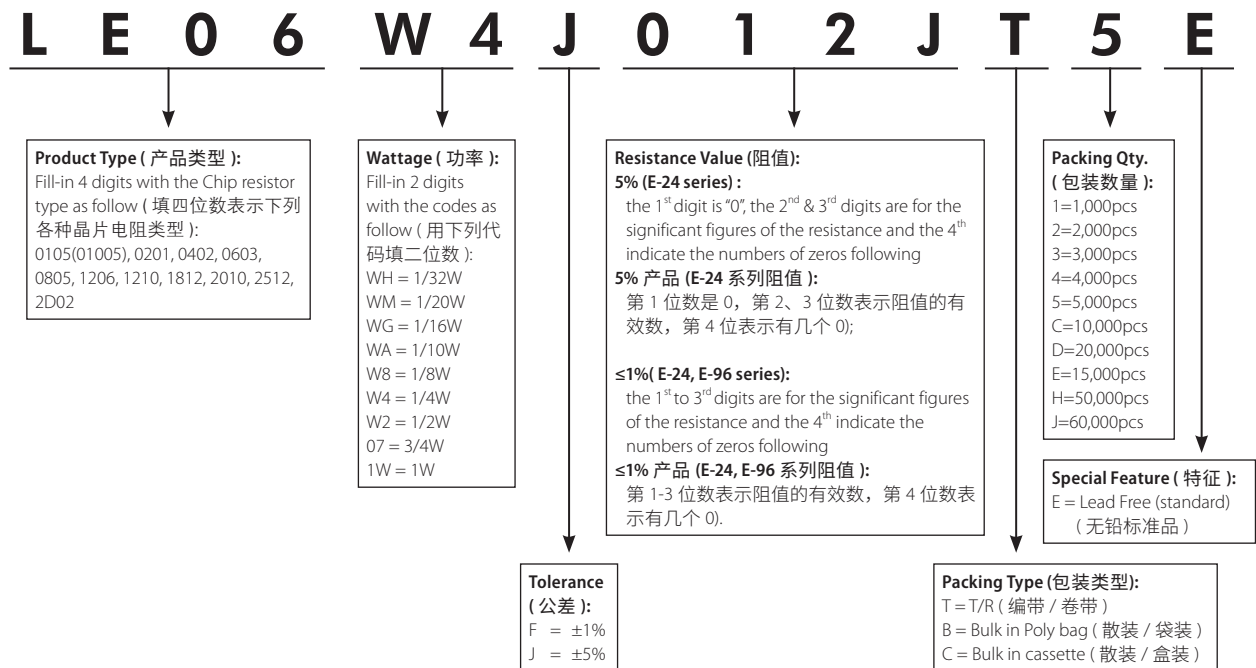 L E 0 6 W 4 J 0 1 2 J T 5 E
Product Type ( 产品类型 ):
Fill-in 4 digits with the Chip resistor
type as follow ( 填四位数表示下列
各种晶片电阻类型 ):
0105(01005), 0201, 0402, 0603,
0805, 1206, 1210, 1812, 2010, 2512,
2D02
Wattage ( 功率 ):
Fill-in 2 digits
with the codes as
follow ( 用下列代
码填二位数 ):
WH = 1/32W
WM = 1/20W
WG = 1/16W
WA = 1/10W
W8 = 1/8W
W4 = 1/4W
W2 = 1/2W
07 = 3/4W
1W = 1W
Tolerance
( 公差 ):
F = ±1%
J = ±5%
Resistance Value (阻值):
5% (E-24 series) :
the 1st digit is “0”, the 2nd & 3rd digits are for the
significant figures of the resistance and the 4th
indicate the numbers of zeros following
5% 产品 (E-24 系列阻值 ):
第 1 位数是 0，第 2、3 位数表示阻值的有
效数，第 4 位表示有几个 0);
≤1%( E-24, E-96 series):
the 1st to 3rd digits are for the significant figures
of the resistance and the 4th indicate the
numbers of zeros following
≤1% 产品 (E-24, E-96 系列阻值 ):
第 1-3 位数表示阻值的有效数，第 4 位数表
示有几个 0).
Packing Type (包装类型):
T = T/R ( 编带 / 卷带 )
B = Bulk in Poly bag ( 散装 / 袋装 )
C = Bulk in cassette ( 散装 / 盒装 )
Packing Qty.
( 包装数量 ):
1=1,000pcs
2=2,000pcs
3=3,000pcs
4=4,000pcs
5=5,000pcs
C=10,000pcs
D=20,000pcs
E=15,000pcs
H=50,000pcs
J=60,000pcs
Special Feature ( 特征 ):
E = Lead Free (standard)
( 无铅标准品 )